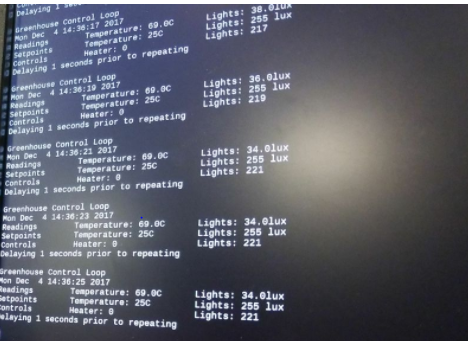 Delaying 1 Lights: 38.0lux
Greenhouse Control Loop
Mon Dec 4 14:36:17 2017
Readings Temperature: 69.0C Lights: 38.0lux
Setpoints Temperature: 25C Lights: 255 lux
Controls Heater: 0 Lights: 217
Delaying 1 seconds prior to repeating
Greenhouse Control Loop
Mon Dec 4 14:36:19 2017
Readings Temperature: 69.0C Lights: 36.0lux
Setpoints Temperature: 25C Lights: 255 lux
Controls Heater: 0 Lights: 219
Delaying 1 seconds prior to repeating
Greenhouse Control Loop
Mon Dec 4 14:36:21 2017
Readings Temperature: 69.0C Lights: 34.0lux
Setpoints Temperature: 25C Lights: 255 lux
Controls Heater: 0 Lights: 221
Delaying 1 seconds prior to repeating
Greenhouse Control Loop
Mon Dec 4 14:36:23 2017
Readings Temperature: 69.0C Lights: 34.0lux
Setpoints Temperature: 25C Lights: 255 lux
Controls Heater: 0 Lights: 221
Delaying 1 seconds prior to repeating
Greenhouse Control Loop
Mon Dec 4 14:36:25 2017
Readings Temperature: 69.0C Lights: 34.0lux
Setpoints Temperature: 25C Lights: 255 lux
Controls Heater: 0 Lights: 221
Delaying 1 seconds prior to repeating